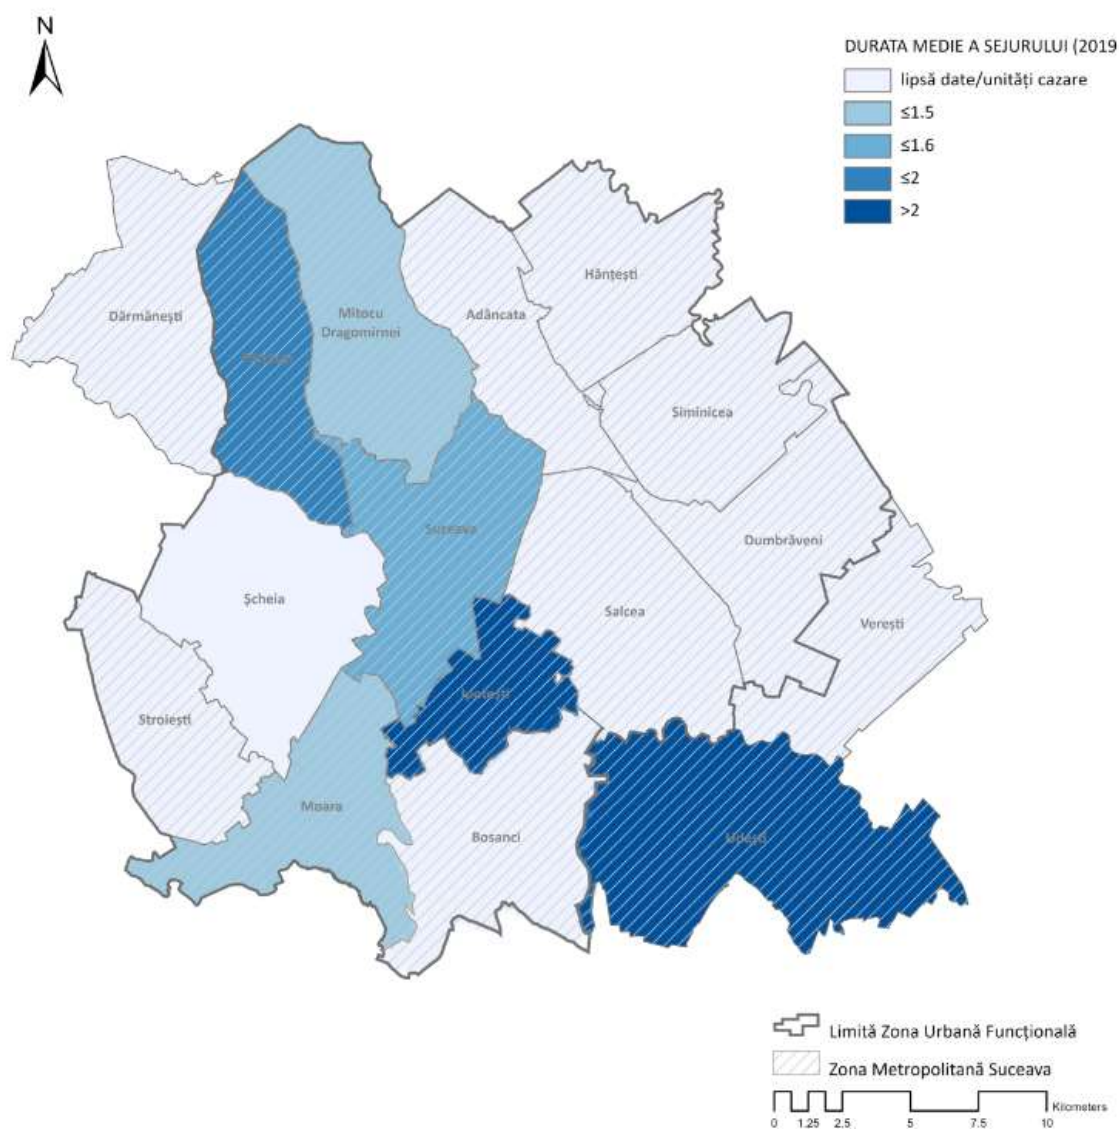 N
DURATA MEDIE A SEJURULUI (2019
lipsă date/unități cazare
≤1.5
≤1.6
≤2
>2
Hănțești
Dărmănești
Mitocu
Dragomirnei
Adâncata
Siminicea
Suceava
Dumbrăveni
Șcheia
Salcea
Verești
Ipotești
Stroiești
Moara
Bosanci
Udești
Limită Zona Urbană Funcțională
Zona Metropolitană Suceava
Kilometers
0 1.25 2.5 5 7.5 10